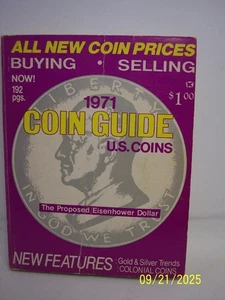 ALL NEW COIN PRICES
BUYING • SELLING
NOW!
192
pgs.
$1.00
LIBERTY
1971
COIN GUIDE
U.S. COINS
The Proposed Eisenhower Dollar
IN GOD WE TRUST
NEW FEATURES: Gold & Silver Trends
COLONIAL COINS
09/21/2025